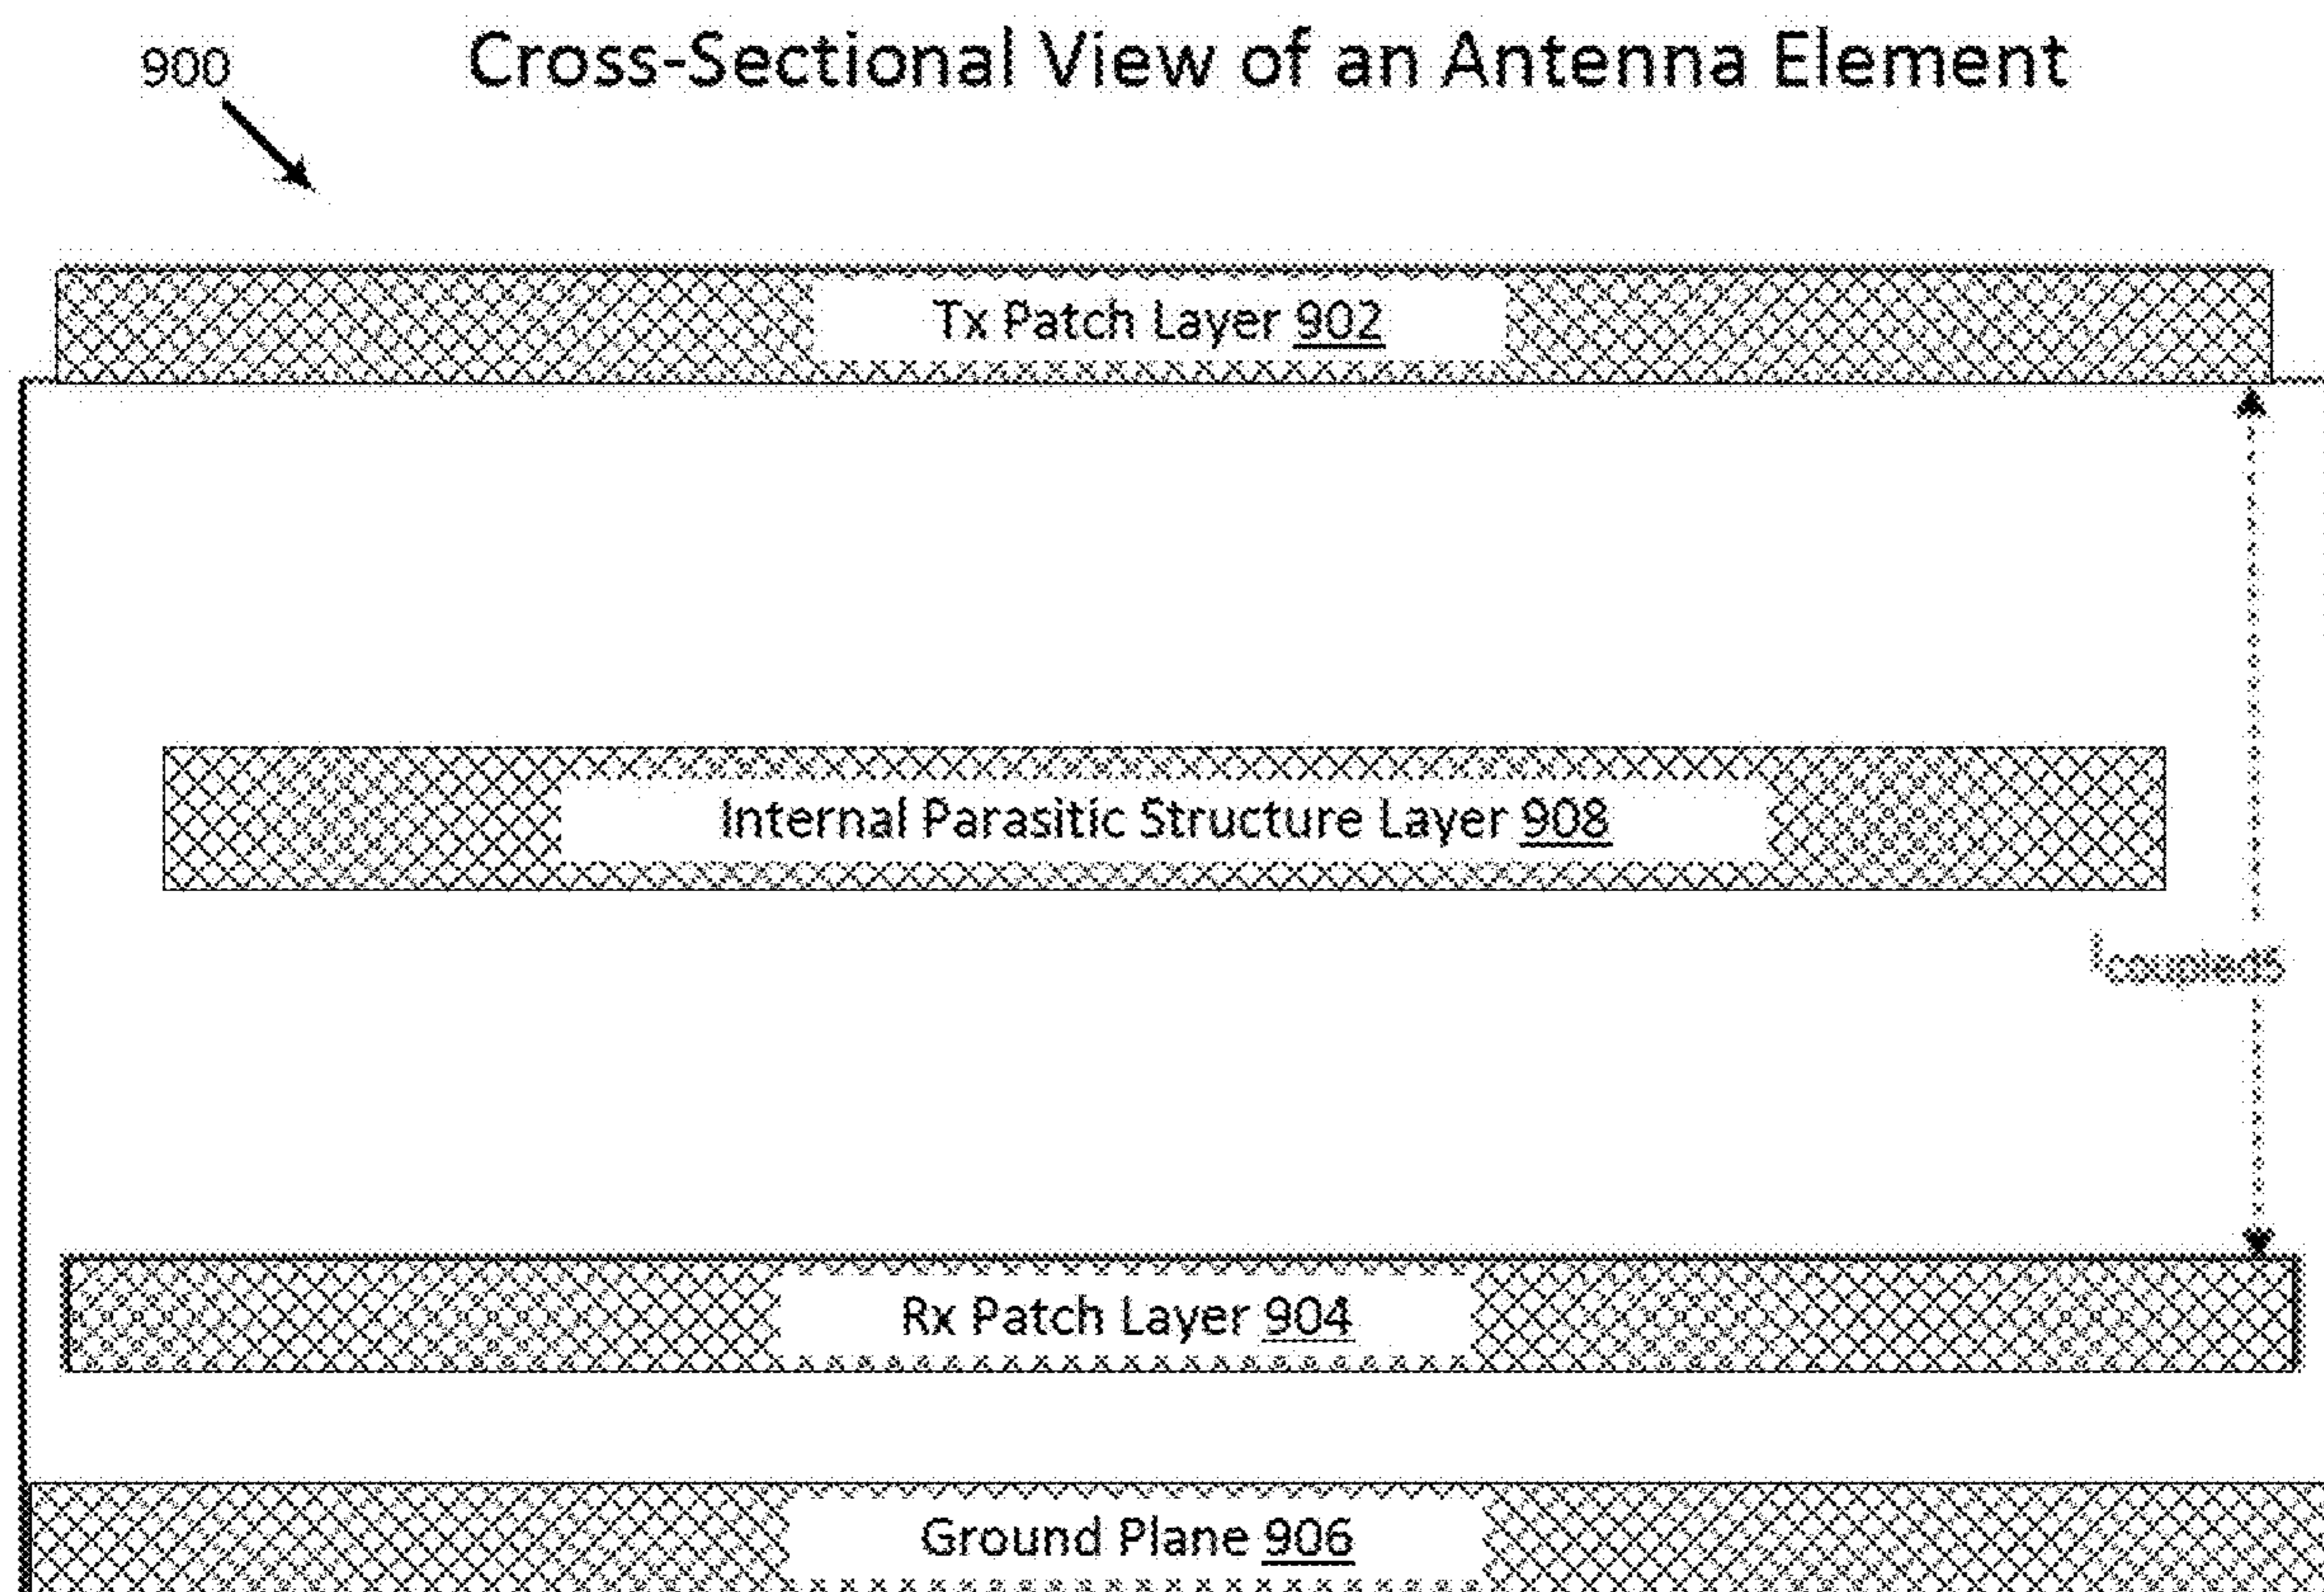 900
Cross-Sectional View of an Antenna Element
Tx Patch Layer 902
Internal Parasitic Structure Layer 908
Rx Patch Layer 904
Ground Plane 906